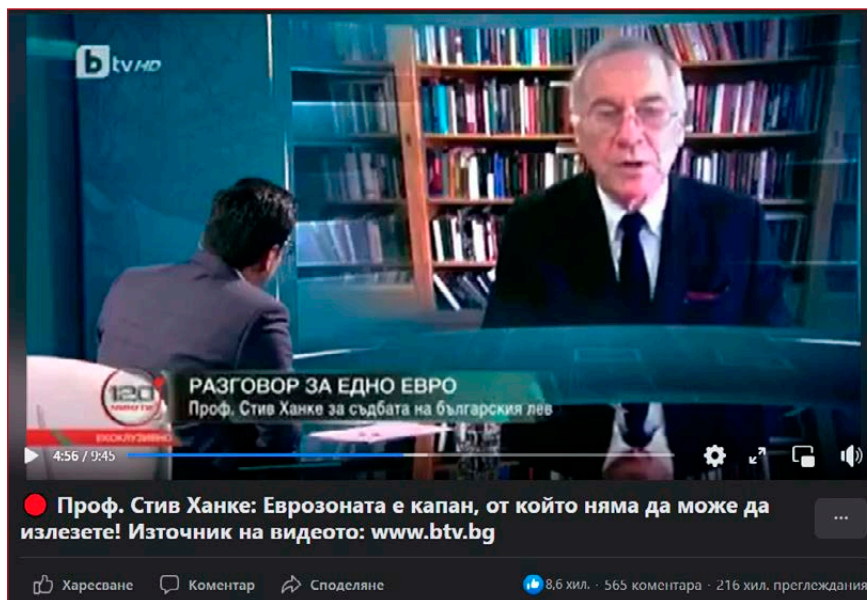 btv HD
РАЗГОВОР ЗА ЕДНО ЕВРО
120 МИНУТИ
Проф. Стив Ханке за съдбата на българския лев
ЕКСКЛУЗИВНО
4:56 / 9:45
Проф. Стив Ханке: Еврозоната е капан, от който няма да може да
излезете! Източник на видеото: www.btv.bg
Харесване Коментар Споделяне 8,6 хил. · 565 коментара · 216 хил. преглеждания